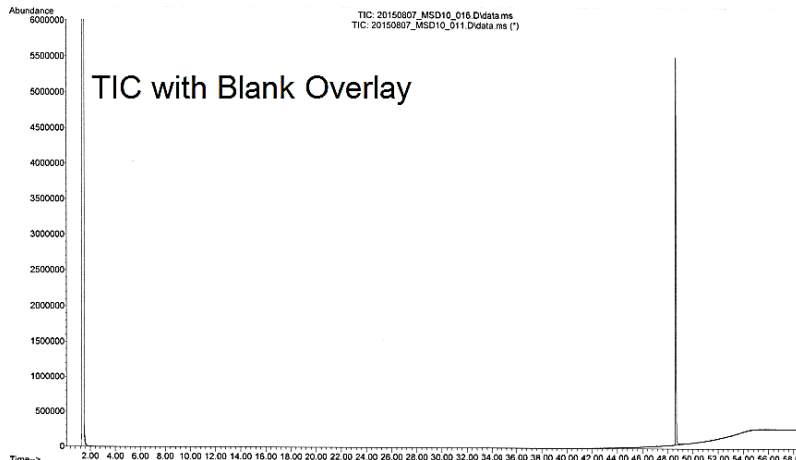 Abundance
TIC: 20150807_MSD10_016.D\data.ms
TIC: 20150807_MSD10_011.D\data.ms (*)
6000000
TIC with Blank Overlay
5500000
5000000
4500000
4000000
3500000
3000000
2500000
2000000
1500000
1000000
500000
0
Time--> 2.00 4.00 6.00 8.00 10.00 12.00 14.00 16.00 18.00 20.00 22.00 24.00 26.00 28.00 30.00 32.00 34.00 36.00 38.00 40.00 42.00 44.00 46.00 48.00 50.00 52.00 54.00 56.00